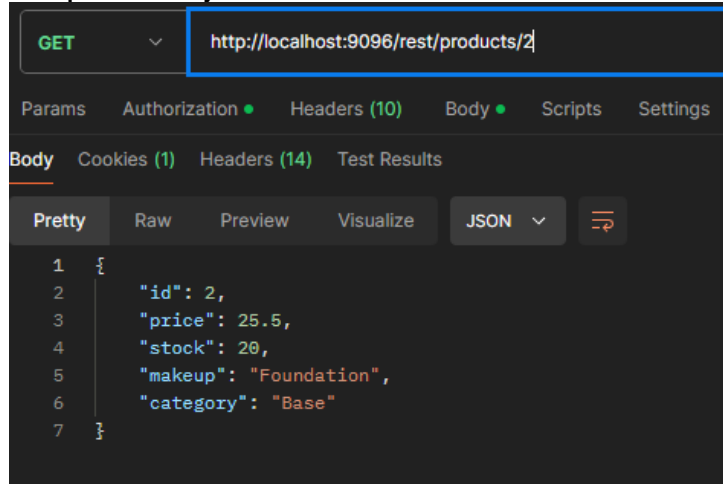 GET http://localhost:9096/rest/products/2
Params Authorization Headers (10) Body Scripts Settings
Body Cookies (1) Headers (14) Test Results
Pretty Raw Preview Visualize JSON
1 {
2 "id": 2,
3 "price": 25.5,
4 "stock": 20,
5 "makeup": "Foundation",
6 "category": "Base"
7 }